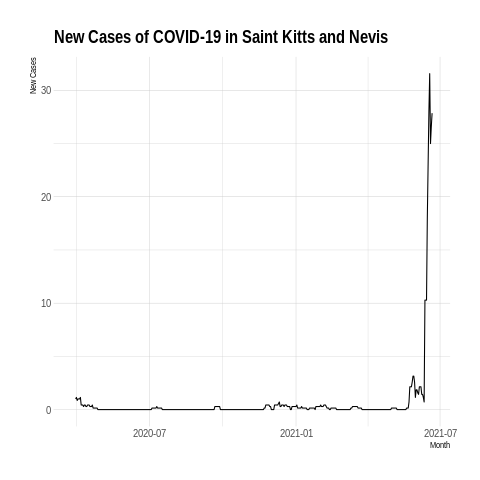 New Cases of COVID-19 in Saint Kitts and Nevis
New Cases
30
20
10
0
2020-07
2021-01
2021-07
Month